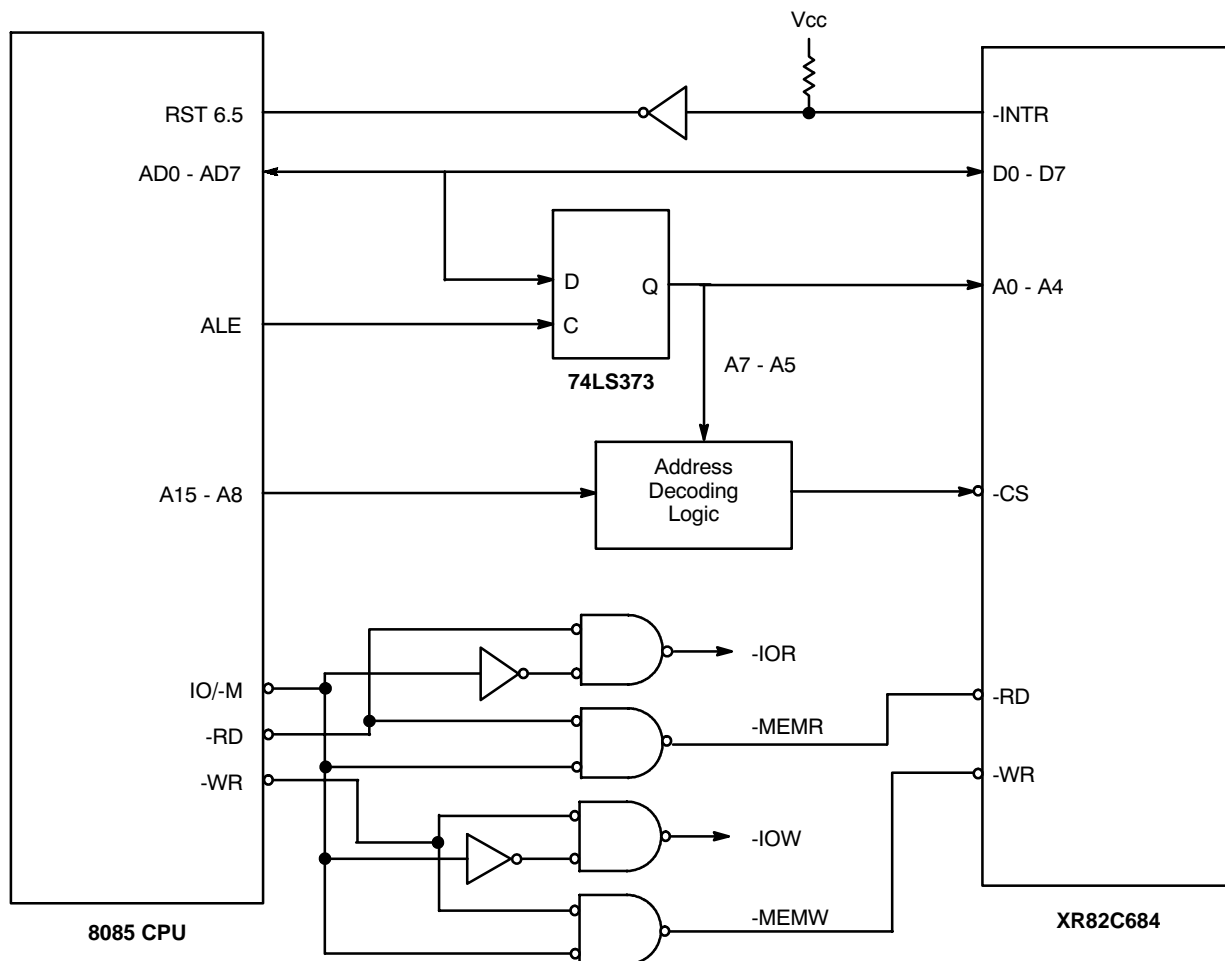 Vcc
RST 6.5
-INTR
AD0 - AD7
D0 - D7
D
Q
A0 - A4
ALE
C
A7 - A5
74LS373
Address
Decoding
Logic
A15 - A8
-CS
-IOR
IO/-M
-RD
-MEMR
-RD
-WR
-WR
-IOW
-MEMW
8085 CPU
XR82C684